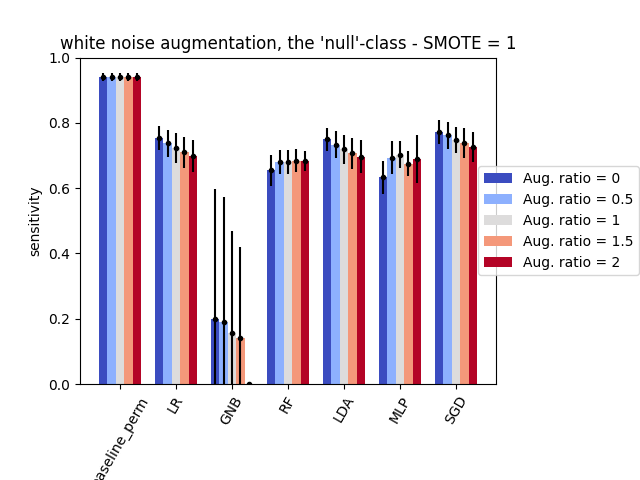 white noise augmentation, the 'null'-class - SMOTE = 1
sensitivity
1.0
0.8
0.6
0.4
0.2
0.0
Aug. ratio = 0
Aug. ratio = 0.5
Aug. ratio = 1
Aug. ratio = 1.5
Aug. ratio = 2
aseline_perm
LR
GNB
RF
LDA
MLP
SGD